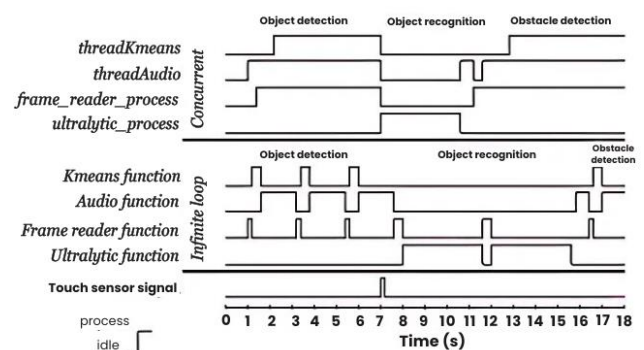 Object detection Object recognition Obstacle detection
threadKmeans
threadAudio
frame_reader_process
ultralytic_process
Concurrent
Object detection Object recognition Obstacle detection
Kmeans function
Audio function
Frame reader function
Ultralytic function
Infinite loop
Touch sensor signal
0 1 2 3 4 5 6 7 8 9 10 11 12 13 14 15 16 17 18
Time (s)
process
idle